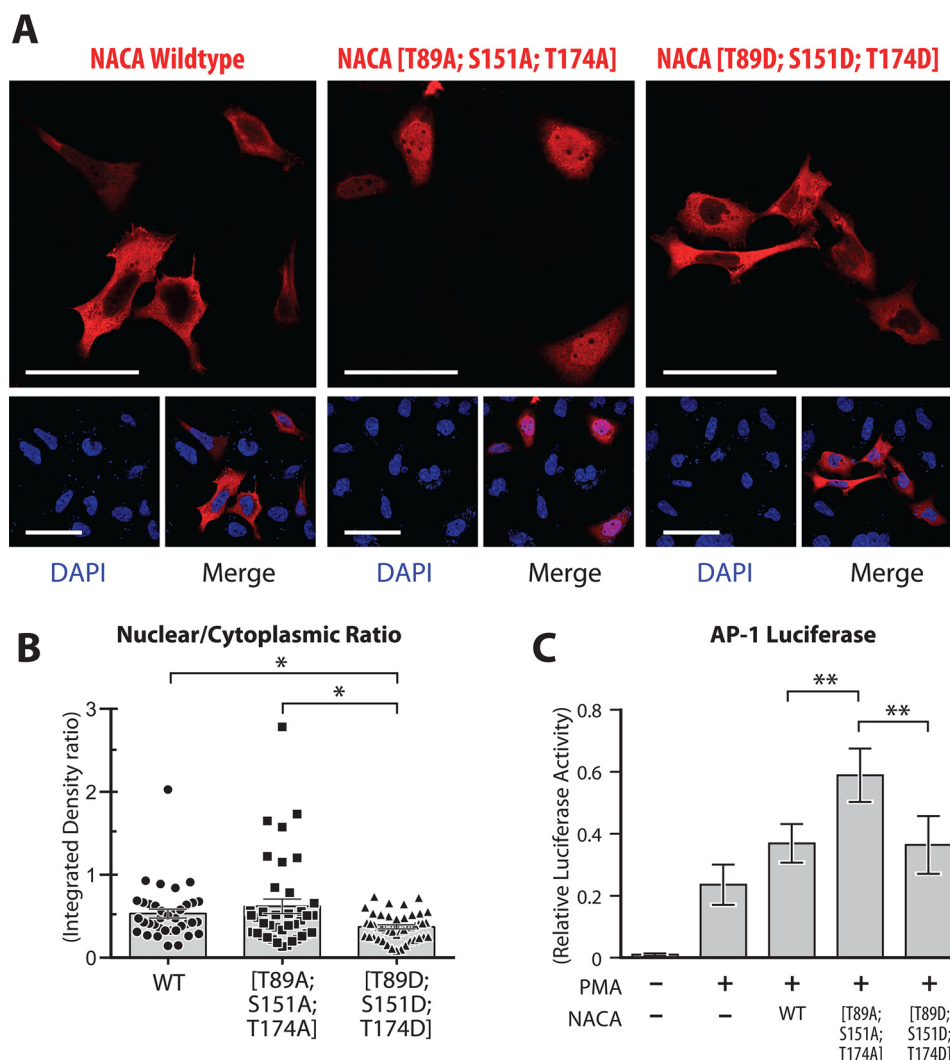 A
NACA Wildtype
NACA [T89A; S151A; T174A]
NACA [T89D; S151D; T174D]
DAPI
Merge
DAPI
Merge
DAPI
Merge
B
Nuclear/Cytoplasmic Ratio
*
*
(Integrated Density ratio)
3
2
1
0
WT
[T89A;
S151A;
T174A]
[T89D;
S151D;
T174D]
C
AP-1 Luciferase
**
**
(Relative Luciferase Activity)
0.8
0.6
0.4
0.2
0
PMA − + + + +
NACA − − WT [T89A; [T89D;
S151A; S151D;
T174A] T174D]